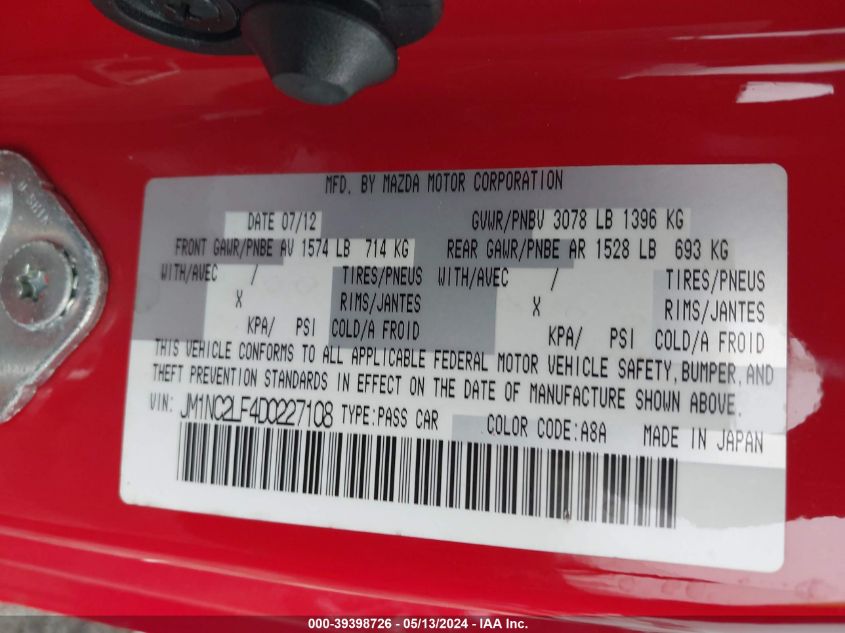 MFD. BY MAZDA MOTOR CORPORATION
DATE 07/12 GVWR/PNBV 3078 LB 1396 KG
FRONT GAWR/PNBE AV 1574 LB 714 KG REAR GAWR/PNBE AR 1528 LB 693 KG
WITH/AVEC / TIRES/PNEUS WITH/AVEC / TIRES/PNEUS
X RIMS/JANTES X RIMS/JANTES
KPA/ PSI COLD/A FROID KPA/ PSI COLD/A FROID
THIS VEHICLE CONFORMS TO ALL APPLICABLE FEDERAL MOTOR VEHICLE SAFETY, BUMPER, AND
THEFT PREVENTION STANDARDS IN EFFECT ON THE DATE OF MANUFACTURE SHOWN ABOVE.
VIN: JM1NC2LF4D0227108 TYPE:PASS CAR COLOR CODE:A8A MADE IN JAPAN
000-39398726 - 05/13/2024 - IAA Inc.